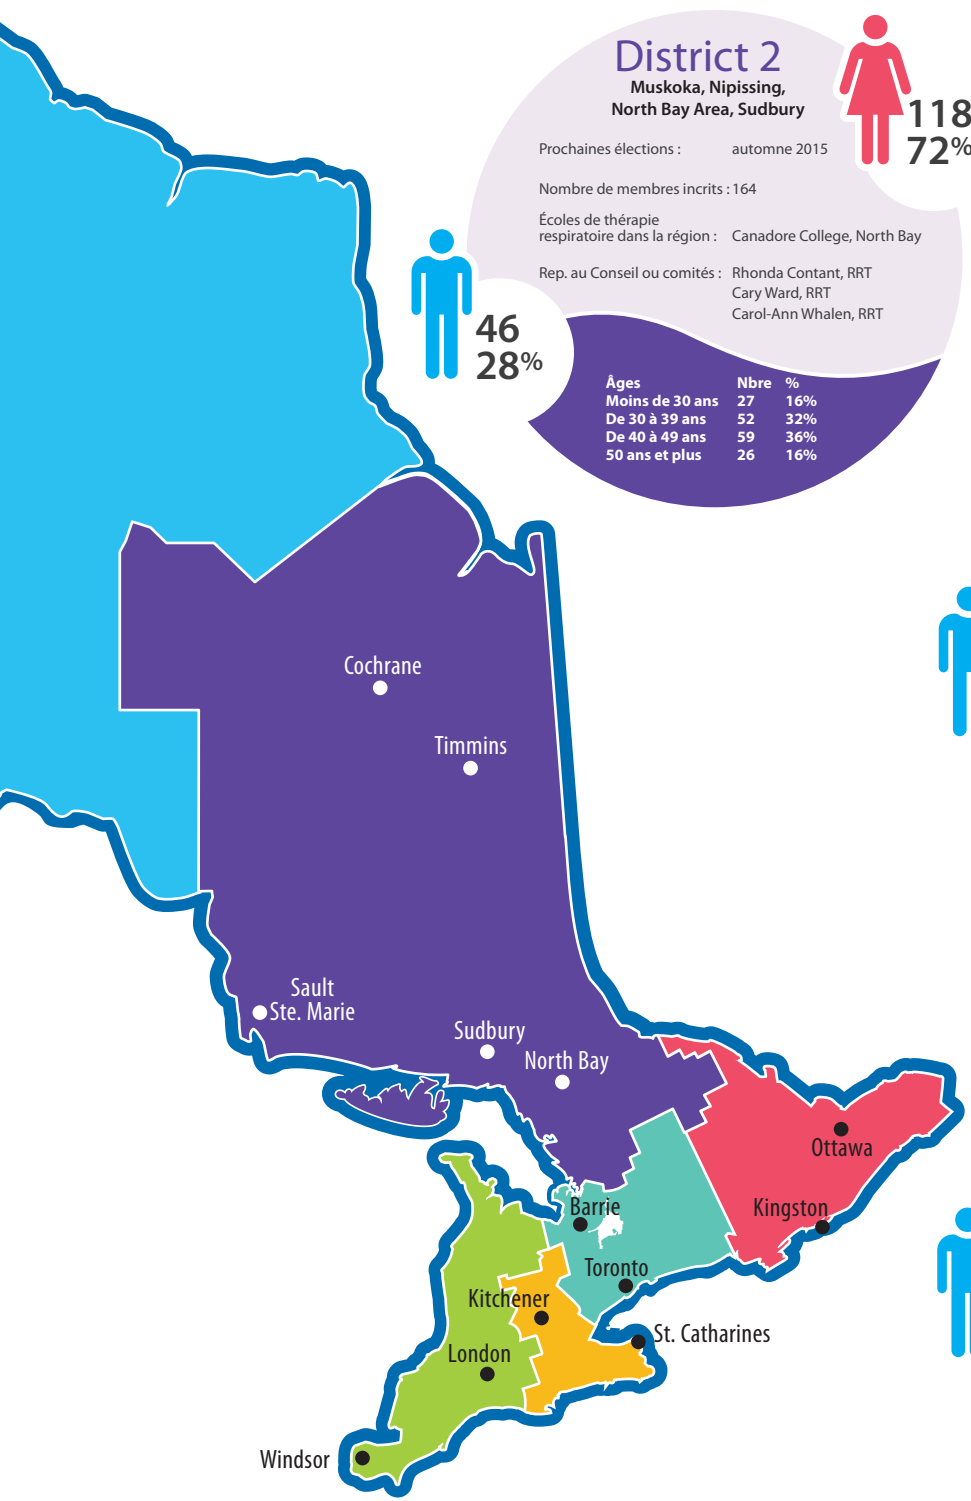 District 2
Muskoka, Nipissing,
North Bay Area, Sudbury
118
72%
Prochaines élections : automne 2015
Nombre de membres incrits : 164
Écoles de thérapie
respiratoire dans la région : Canadore College, North Bay
Rep. au Conseil ou comités : Rhonda Contant, RRT
Cary Ward, RRT
Carol-Ann Whalen, RRT
46
28%
Âges Nbre %
Moins de 30 ans 27 16%
De 30 à 39 ans 52 32%
De 40 à 49 ans 59 36%
50 ans et plus 26 16%
Cochrane
Timmins
Sault
Ste. Marie
Sudbury
North Bay
Ottawa
Barrie
Kingston
Toronto
Kitchener
St. Catharines
London
Windsor